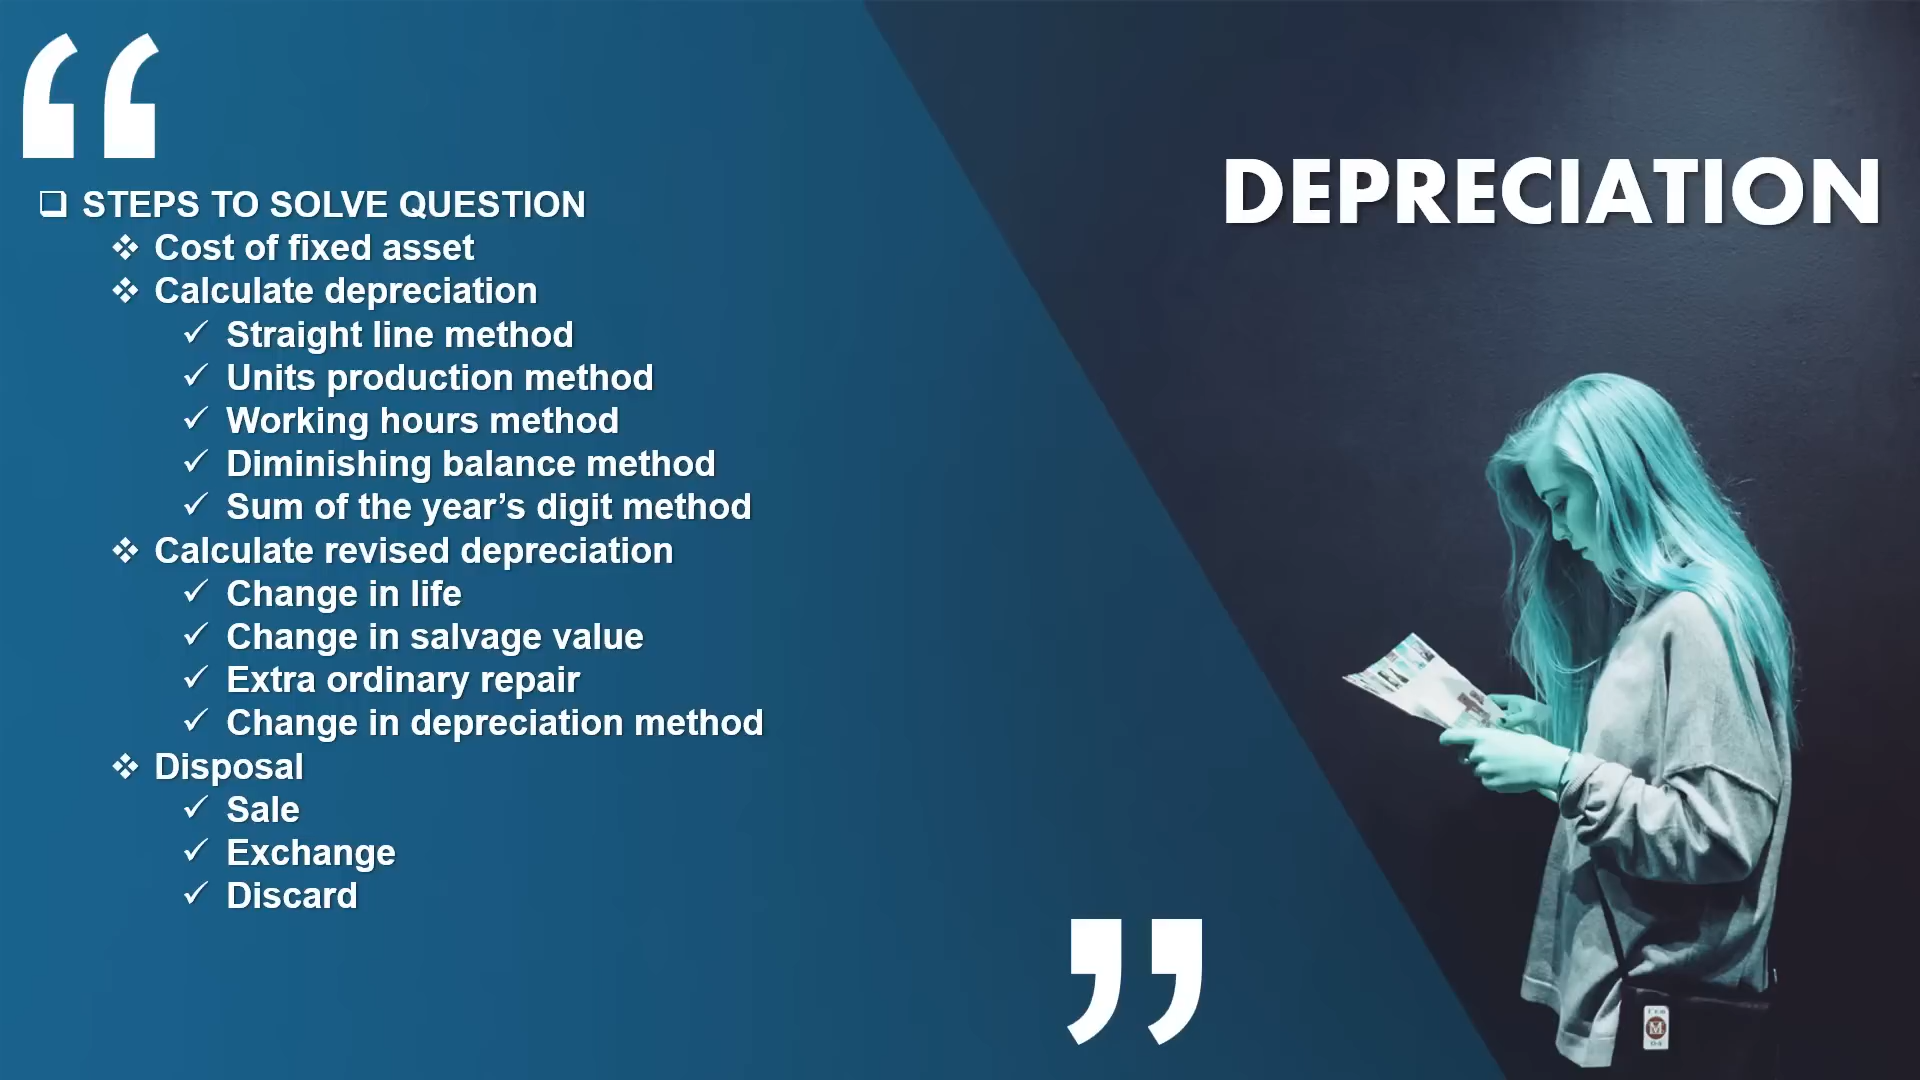 STEPS TO SOLVE QUESTION
Cost of fixed asset
Calculate depreciation
Straight line method
Units production method
Working hours method
Diminishing balance method
Sum of the year’s digit method
Calculate revised depreciation
Change in life
Change in salvage value
Extra ordinary repair
Change in depreciation method
Disposal
Sale
Exchange
Discard
DEPRECIATION
M